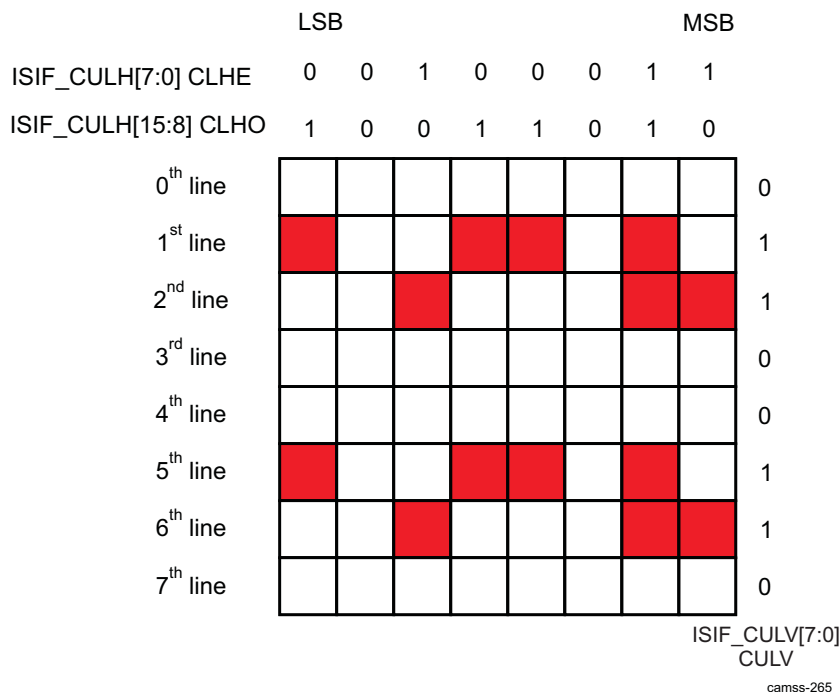 LSB MSB
ISIF_CULH[7:0] CLHE 0 0 1 0 0 0 1 1
ISIF_CULH[15:8] CLHO 1 0 0 1 1 0 1 0
0th line 0
1st line 1
2nd line 1
3rd line 0
4th line 0
5th line 1
6th line 1
7th line 0
ISIF_CULV[7:0]
CULV
camss-265